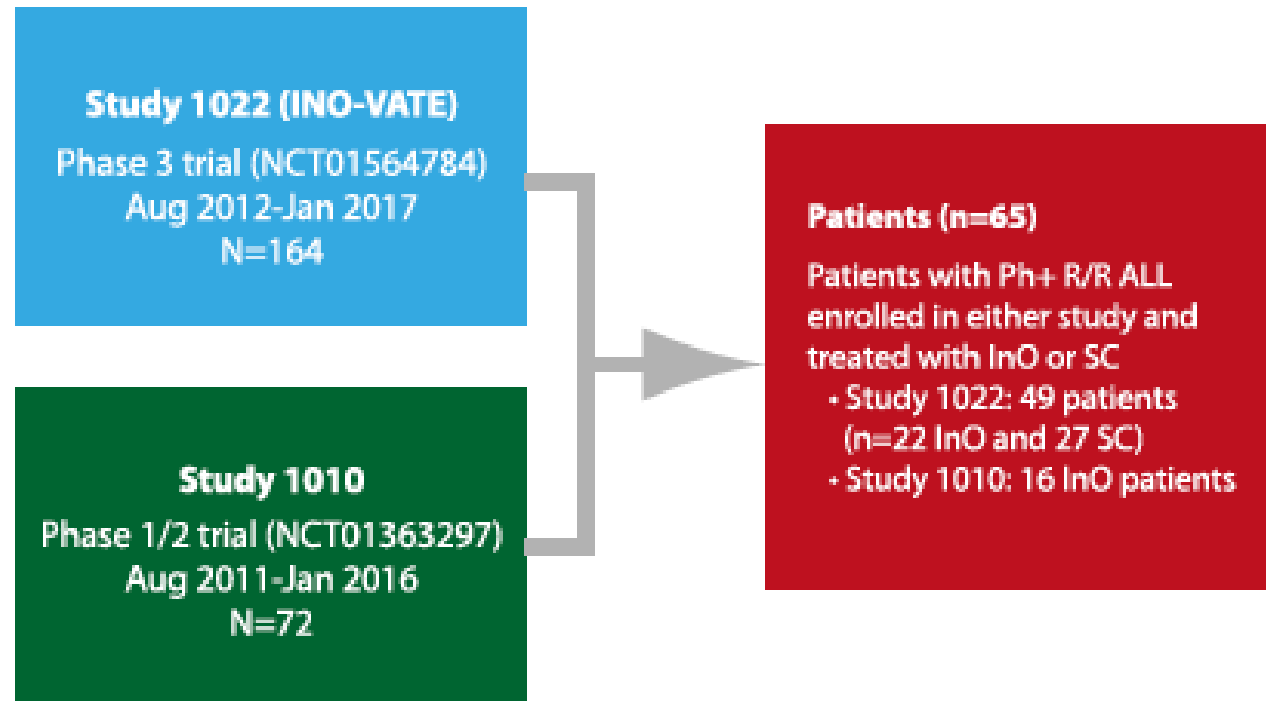 Study 1022 (INO-VATE)
Phase 3 trial (NCT01564784)
Aug 2012-Jan 2017
N=164
Study 1010
Phase 1/2 trial (NCT01363297)
Aug 2011-Jan 2016
N=72
Patients (n=65)
Patients with Ph+ R/R ALL
enrolled in either study and
treated with InO or SC
• Study 1022: 49 patients
(n=22 InO and 27 SC)
• Study 1010: 16 InO patients